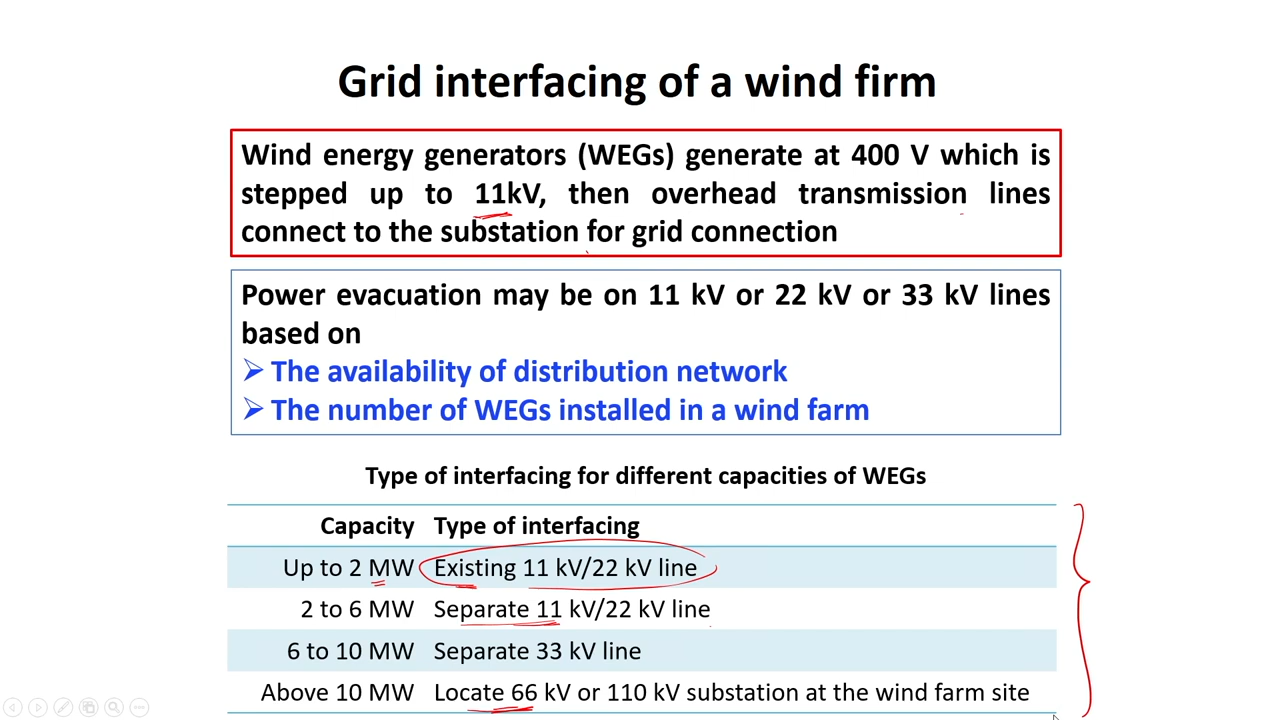 Grid interfacing of a wind firm
Wind energy generators (WEGs) generate at 400 V which is
stepped up to 11kV, then overhead transmission lines
connect to the substation for grid connection
Power evacuation may be on 11 kV or 22 kV or 33 kV lines
based on
➢ The availability of distribution network
➢ The number of WEGs installed in a wind farm
Type of interfacing for different capacities of WEGs
Capacity Type of interfacing
Up to 2 MW Existing 11 kV/22 kV line
2 to 6 MW Separate 11 kV/22 kV line
6 to 10 MW Separate 33 kV line
Above 10 MW Locate 66 kV or 110 kV substation at the wind farm site